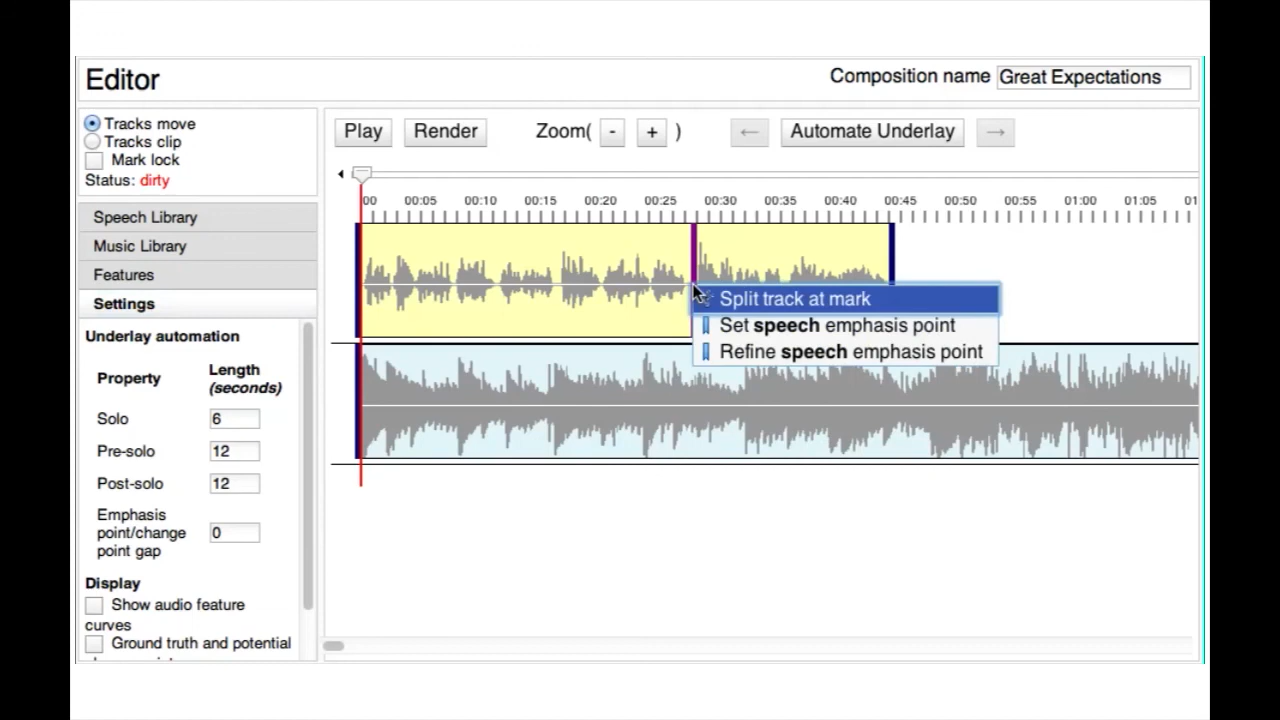 Editor
Composition name Great Expectations
Tracks move
Tracks clip
Mark lock
Status: dirty
Play Render Zoom( - + ) ← Automate Underlay →
00 00:05 00:10 00:15 00:20 00:25 00:30 00:35 00:40 00:45 00:50 00:55 01:00 01:05 01
Speech Library
Music Library
Features
Settings
Split track at mark
Set speech emphasis point
Refine speech emphasis point
Underlay automation
Property Length (seconds)
Solo 6
Pre-solo 12
Post-solo 12
Emphasis
point/change 0
point gap
Display
Show audio feature
curves
Ground truth and potential